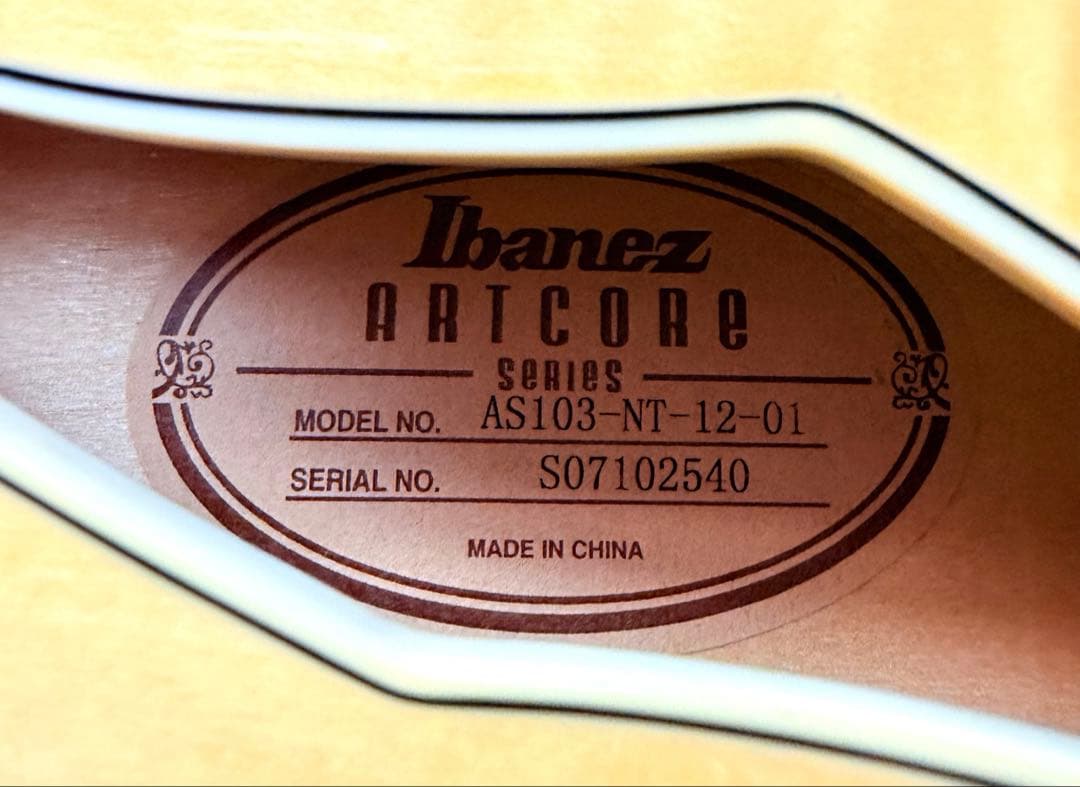 Ibanez
ARTCORE
SERIES
MODEL NO. AS103-NT-12-01
SERIAL NO. S07102540
MADE IN CHINA